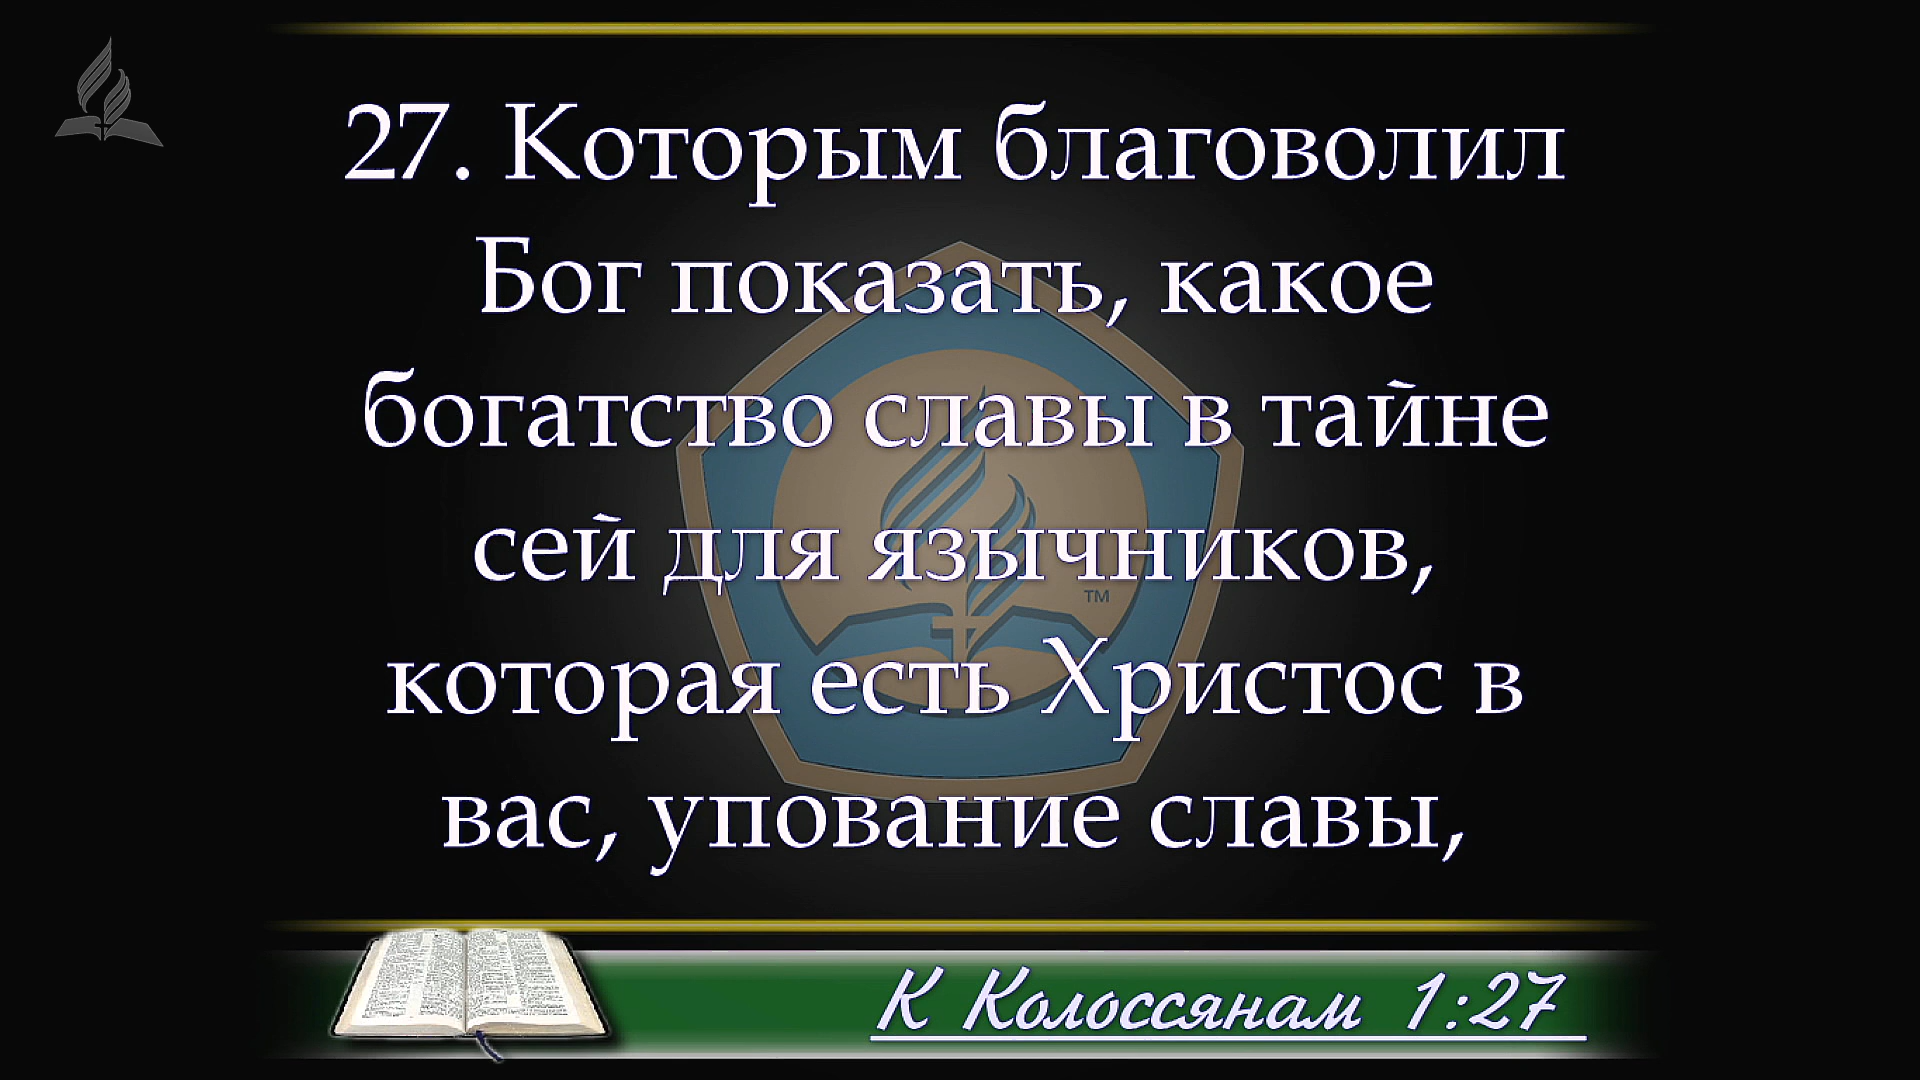 27. Которым благоволил
Бог показать, какое
богатство славы в тайне
сей для язычников,
которая есть Христос в
вас, упование славы,
TM
К Колоссянам 1:27